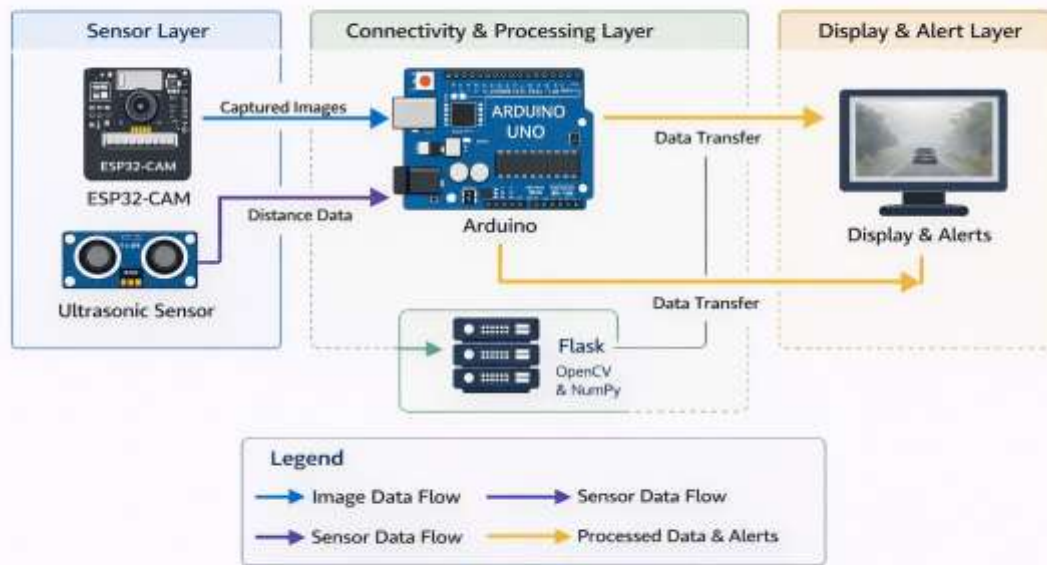 Sensor Layer
Connectivity & Processing Layer
Display & Alert Layer
Captured Images
ARDUINO
UNO
Data Transfer
ESP32-CAM
ESP32-CAM
Distance Data
Arduino
Display & Alerts
Ultrasonic Sensor
Data Transfer
Flask
OpenCV
& NumPy
Legend
Image Data Flow
Sensor Data Flow
Sensor Data Flow
Processed Data & Alerts